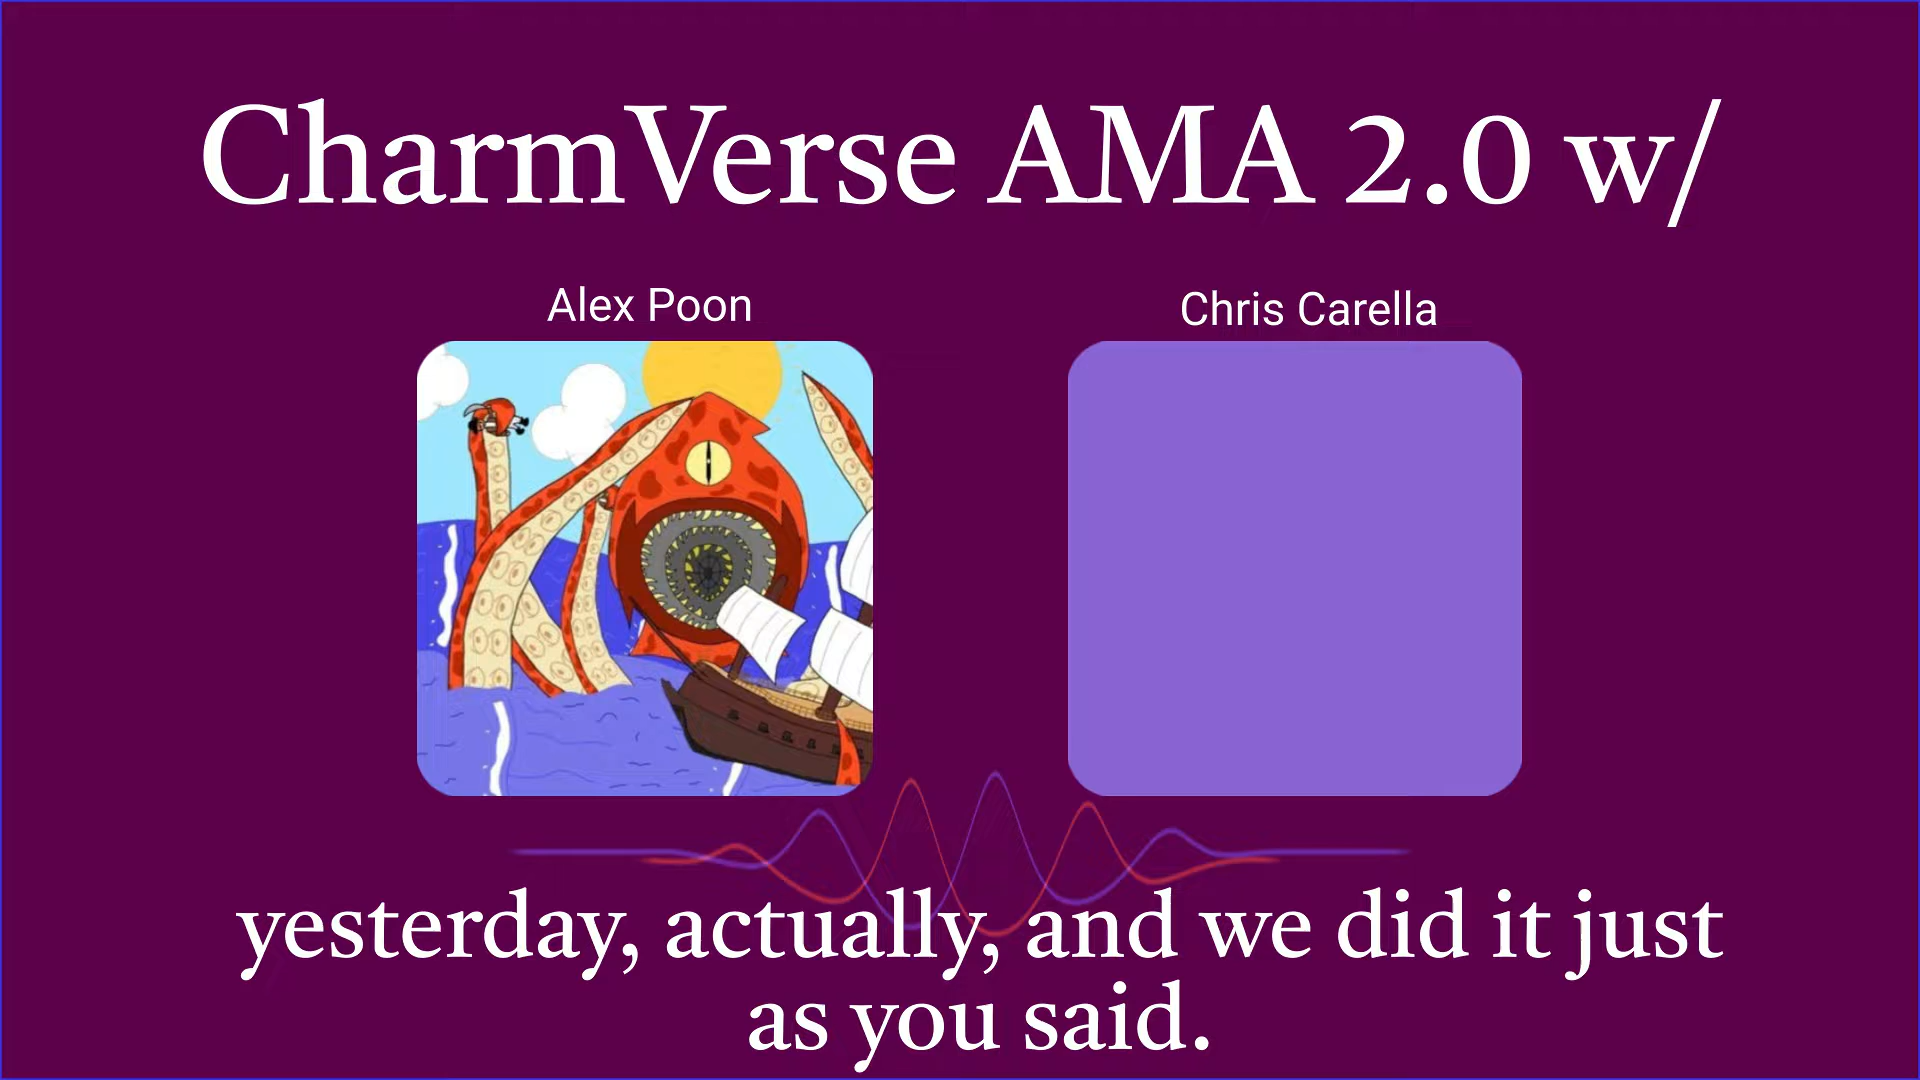 CharmVerse AMA 2.0 w/
Alex Poon
Chris Carella
yesterday, actually, and we did it just
as you said.